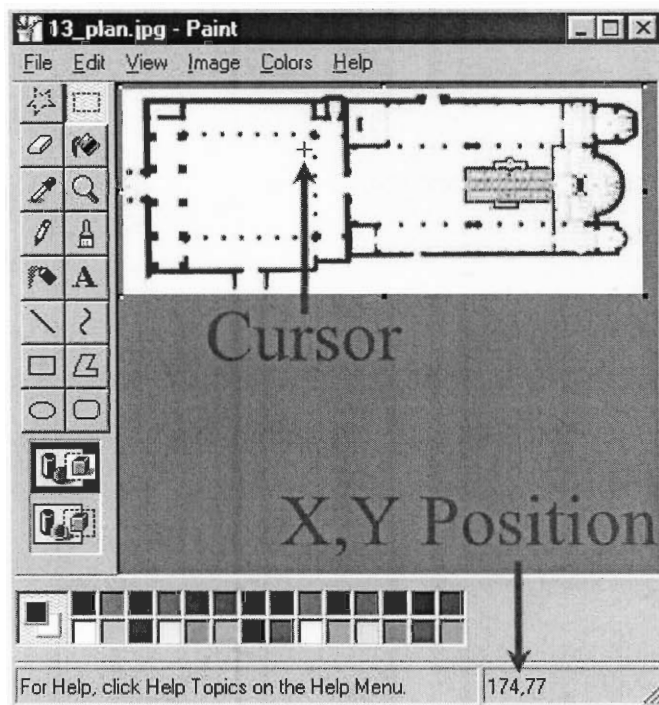 13_plan.jpg - Paint
File Edit View Image Colors Help
A
Cursor
X,Y Position
For Help, click Help Topics on the Help Menu.
174,77